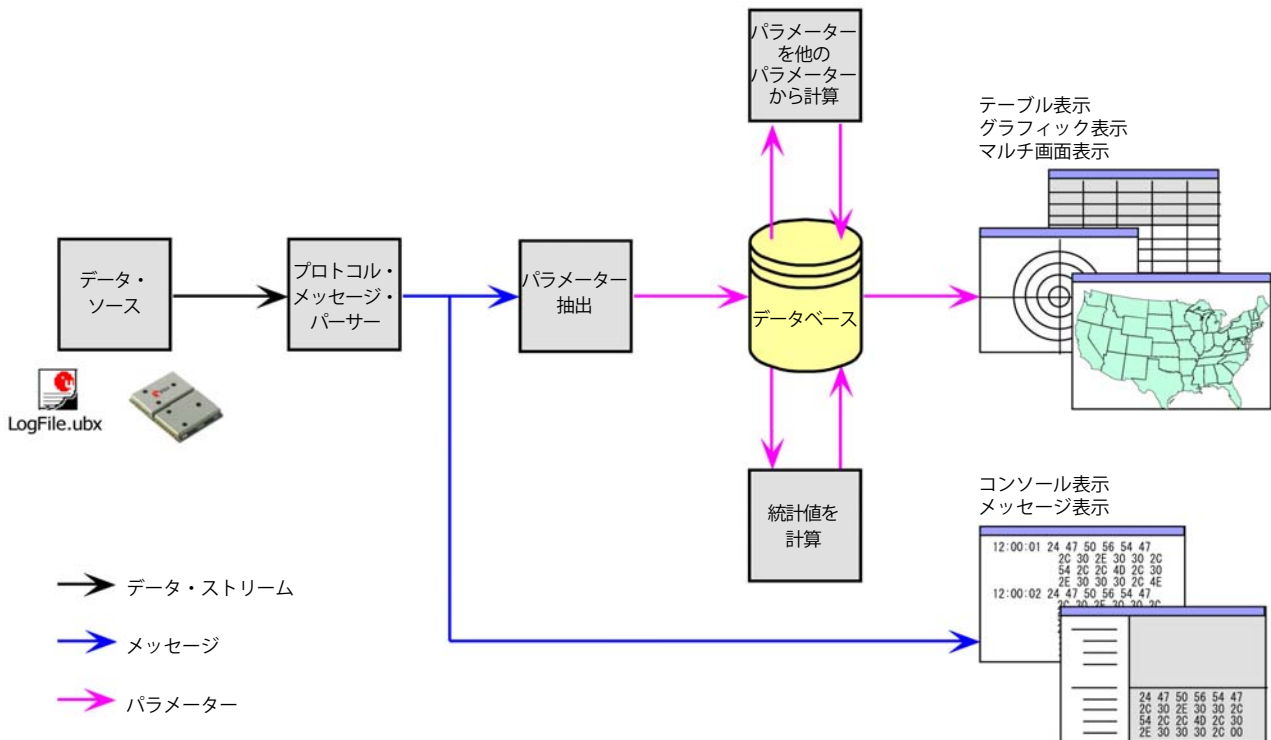 パラメーター
を他の
パラメーター
から計算
テーブル表示
グラフィック表示
マルチ画面表示
データ・
ソース
プロトコル・
メッセージ・
パーサー
パラメーター
抽出
データベース
LogFile.ubx
統計値を
計算
コンソール表示
メッセージ表示
12:00:01 24 47 50 56 54 47
2C 30 2E 30 30 2C
54 2C 2C 4D 2C 30
2E 30 30 30 2C 4E
12:00:02 24 47 50 56 54 47
24 47 50 56 54 47
2C 30 2E 30 30 2C
54 2C 2C 4D 2C 30
2E 30 30 30 2C 00
データ・ストリーム
メッセージ
パラメーター